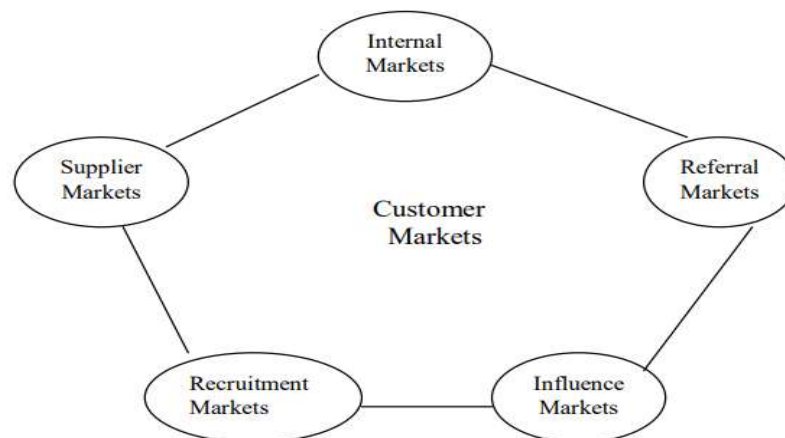 Internal
Markets
Supplier
Markets
Referral
Markets
Customer
Markets
Recruitment
Markets
Influence
Markets